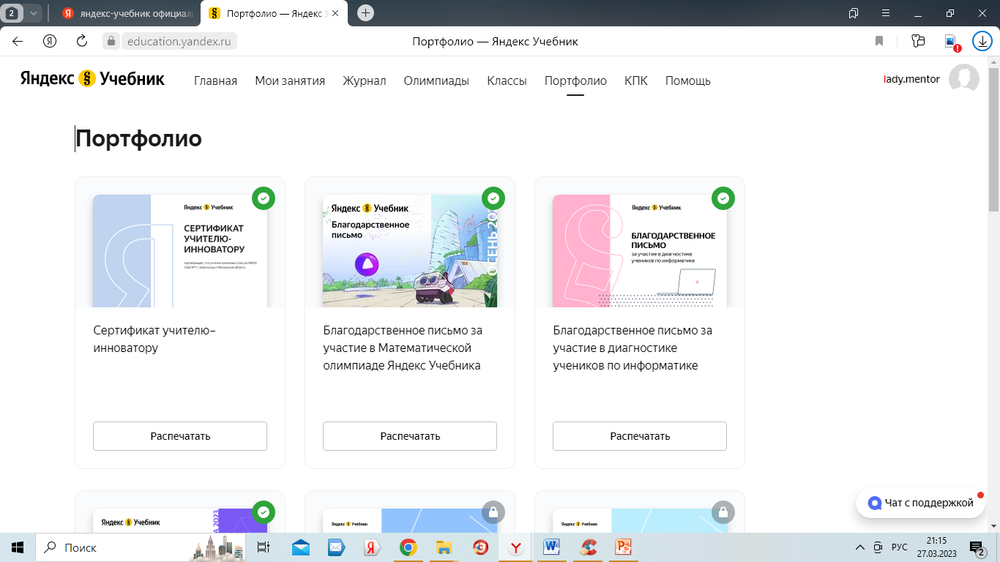 2
яндекс-учебник официал
Портфолио — Яндекс У
education.yandex.ru
Портфолио — Яндекс Учебник
Яндекс § Учебник
Главная
Мои занятия
Журнал
Олимпиады
Классы
Портфолио
КПК
Помощь
lady.mentor
Портфолио
Яндекс § Учебник
СЕРТИФИКАТ
УЧИТЕЛЮ-
ИННОВАТОРУ
подтверждает, что учитель начальных классов МАОУ
СОШ №1 г. Красногорск Московская область
Сертификат учителю–
инноватору
Распечатать
Яндекс § Учебник
Благодарственное
письмо
Благодарственное письмо за
участие в Математической
олимпиаде Яндекс Учебника
Распечатать
Яндекс § Учебник
БЛАГОДАРСТВЕННОЕ
ПИСЬМО
за участие в диагностике
учеников по информатике
Благодарственное письмо за
участие в диагностике
учеников по информатике
Распечатать
Яндекс § Учебник
А 2023
Яндекс § Учебник
Яндекс § Учебник
Чат с поддержкой
Поиск
РУС
21:15
27.03.2023
2